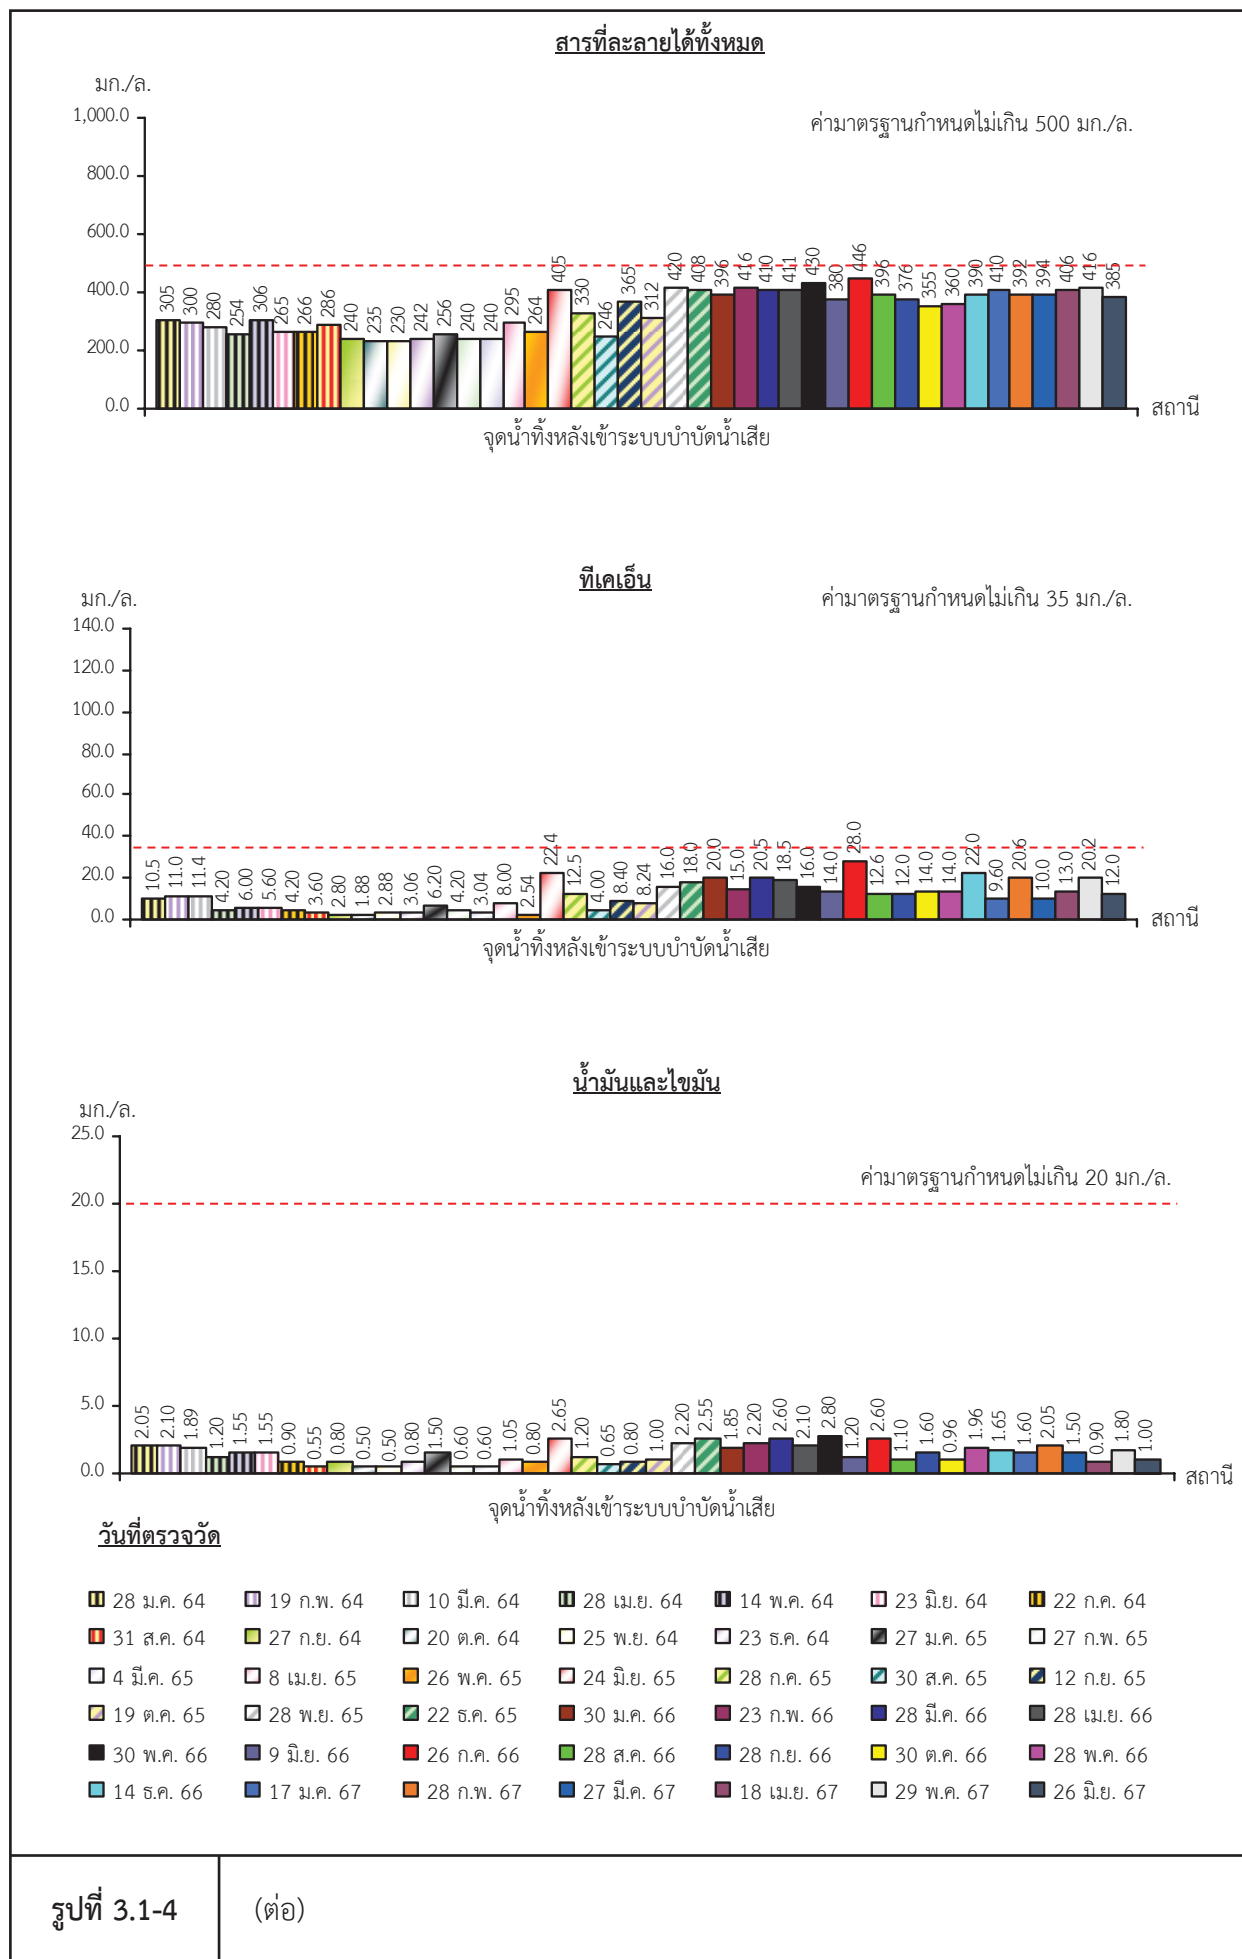 สารที่ละลายได้ทั้งหมด
มก./ล.
ค่ามาตรฐานกำหนดไม่เกิน 500 มก./ล.
1,000.0
800.0
600.0
400.0
200.0
0.0
305 300 280 254 306 265 266 286 240 235 230 242 256 240 240 295 264 405 330 246 365 312 420 408 396 416 410 411 430 380 446 396 376 355 360 390 410 392 394 406 416 385
สถานี
จุดน้ำทิ้งหลังเข้าระบบบำบัดน้ำเสีย
ทีเคเอ็น
มก./ล.
ค่ามาตรฐานกำหนดไม่เกิน 35 มก./ล.
140.0
120.0
100.0
80.0
60.0
40.0
20.0
0.0
10.5 11.0 11.4 4.20 6.00 5.60 4.20 3.60 2.80 1.88 2.88 3.06 6.20 4.20 3.04 8.00 2.54 22.4 12.5 4.00 8.40 8.24 16.0 18.0 20.0 15.0 20.5 18.5 16.0 14.0 28.0 12.6 12.0 14.0 14.0 22.0 9.60 20.6 10.0 13.0 20.2 12.0
สถานี
จุดน้ำทิ้งหลังเข้าระบบบำบัดน้ำเสีย
น้ำมันและไขมัน
มก./ล.
ค่ามาตรฐานกำหนดไม่เกิน 20 มก./ล.
25.0
20.0
15.0
10.0
5.0
0.0
2.05 2.10 1.89 1.20 1.55 1.55 0.90 0.55 0.80 0.50 0.50 0.80 1.50 0.60 0.60 1.05 0.80 2.65 1.20 0.65 0.80 1.00 2.20 2.55 1.85 2.20 2.60 2.10 2.80 1.20 2.60 1.10 1.60 0.96 1.96 1.65 1.60 2.05 1.50 0.90 1.80 1.00
สถานี
จุดน้ำทิ้งหลังเข้าระบบบำบัดน้ำเสีย
วันที่ตรวจวัด
28 ม.ค. 64 19 ก.พ. 64 10 มี.ค. 64 28 เม.ย. 64 14 พ.ค. 64 23 มิ.ย. 64 22 ก.ค. 64
31 ส.ค. 64 27 ก.ย. 64 20 ต.ค. 64 25 พ.ย. 64 23 ธ.ค. 64 27 ม.ค. 65 27 ก.พ. 65
4 มี.ค. 65 8 เม.ย. 65 26 พ.ค. 65 24 มิ.ย. 65 28 ก.ค. 65 30 ส.ค. 65 12 ก.ย. 65
19 ต.ค. 65 28 พ.ย. 65 22 ธ.ค. 65 30 ม.ค. 66 23 ก.พ. 66 28 มี.ค. 66 28 เม.ย. 66
30 พ.ค. 66 9 มิ.ย. 66 26 ก.ค. 66 28 ส.ค. 66 28 ก.ย. 66 30 ต.ค. 66 28 พ.ค. 66
14 ธ.ค. 66 17 ม.ค. 67 28 ก.พ. 67 27 มี.ค. 67 18 เม.ย. 67 29 พ.ค. 67 26 มิ.ย. 67
รูปที่ 3.1-4
(ต่อ)